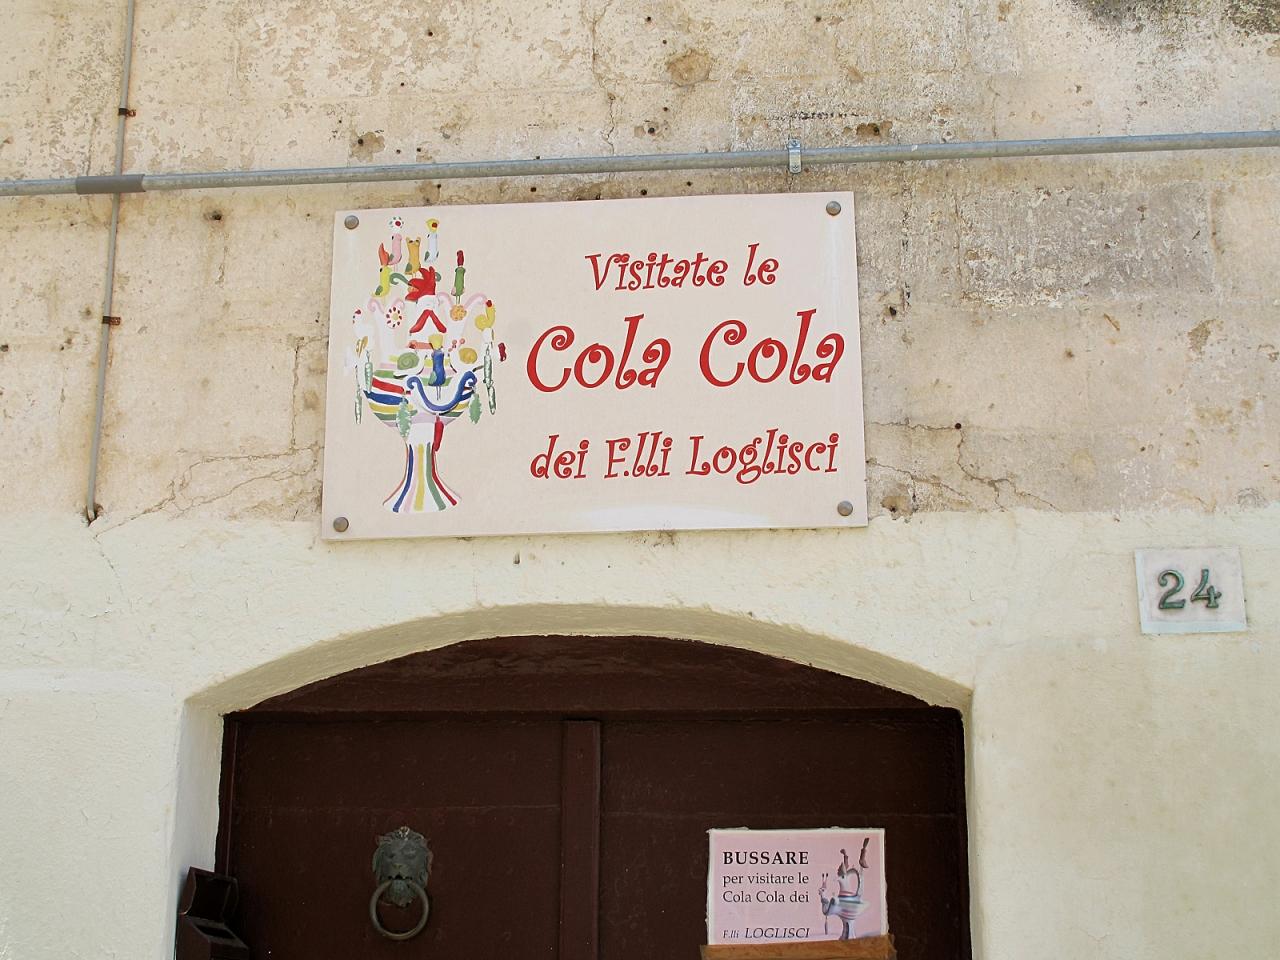 Visitate le
Cola Cola
dei F.lli Loglisci
24
BUSSARE
per visitare le
Cola Cola dei
F.lli LOGLISCI